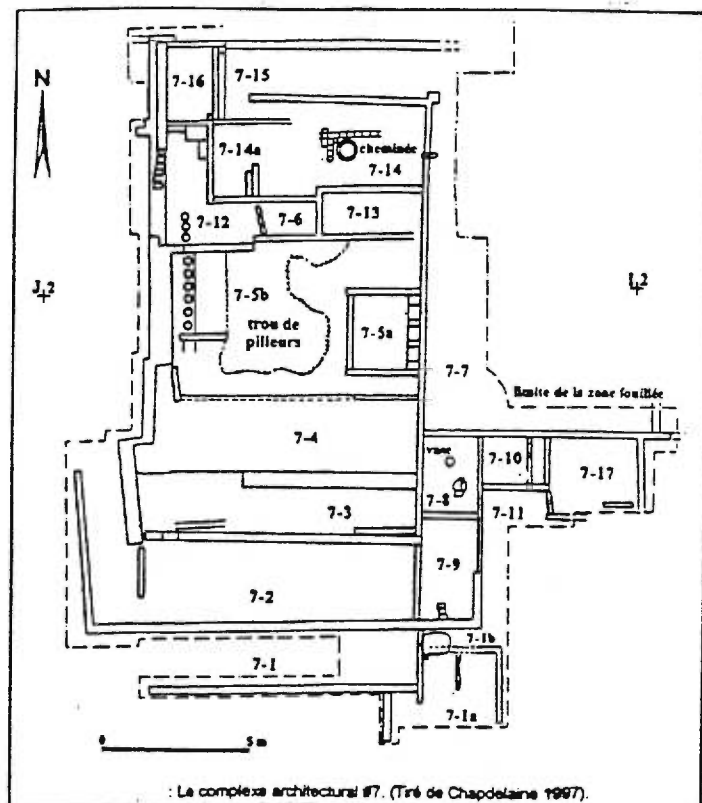 N
7-16
7-15
7-14a
cheminée
7-14
7-12
7-6
7-13
J 2
7-5b
trou de
pilleurs
7-5a
I 2
7-7
limite de la zone fouillée
7-4
vase
7-10
7-17
7-8
7-3
7-11
7-9
7-2
7-1b
7-1
7-1a
0
5 m
: Le complexe architectural #7. (Tiré de Chapdelaine 1997).